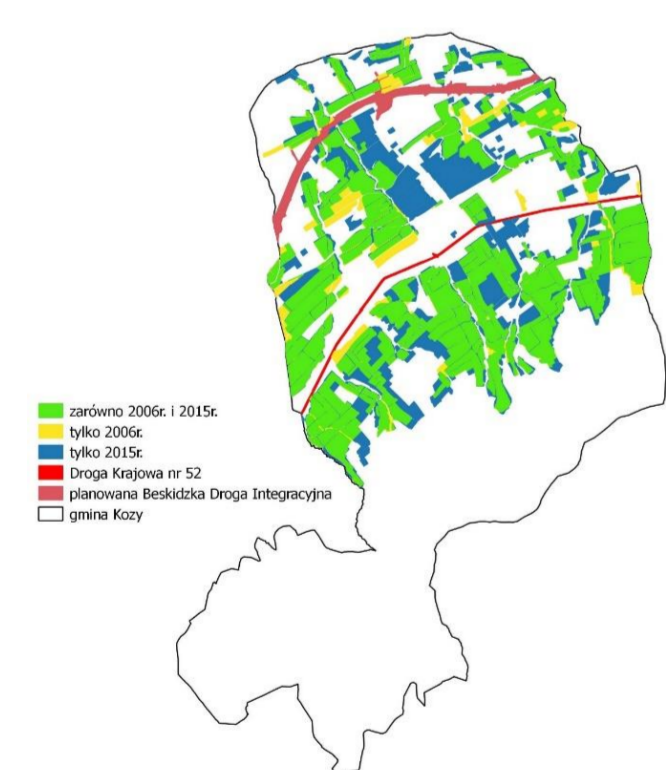 zarówno 2006r. i 2015r.
tylko 2006r.
tylko 2015r.
Droga Krajowa nr 52
planowana Beskidzka Droga Integracyjna
gmina Kozy